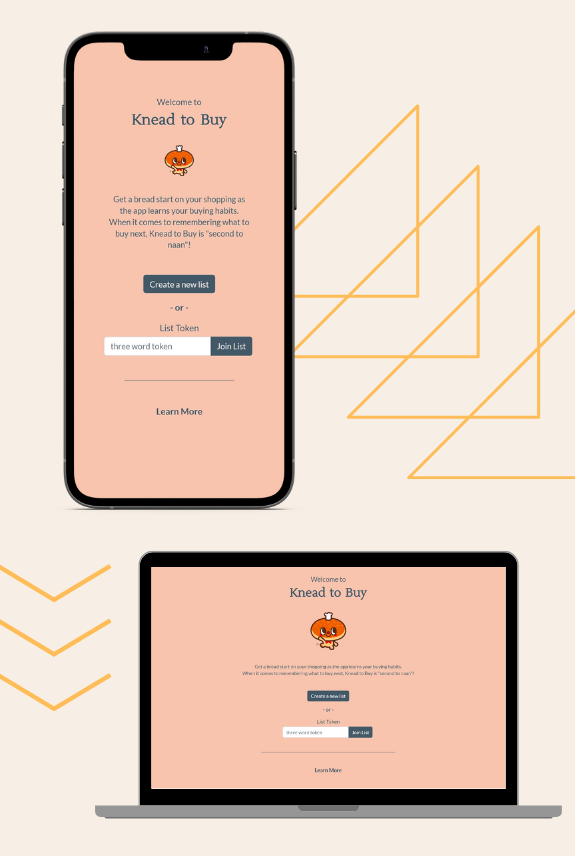 Welcome to
Knead to Buy
Get a bread start on your shopping as
the app learns your buying habits.
When it comes to remembering what to
buy next, Knead to Buy is "second to
naan"!
Create a new list
- or -
List Token
three word token
Join List
Learn More
Welcome to
Knead to Buy
Get a bread start on your shopping as the app learns your buying habits.
When it comes to remembering what to buy next, Knead to Buy is "second to naan"!
Create a new list
- or -
List Token
three word token
Join List
Learn More